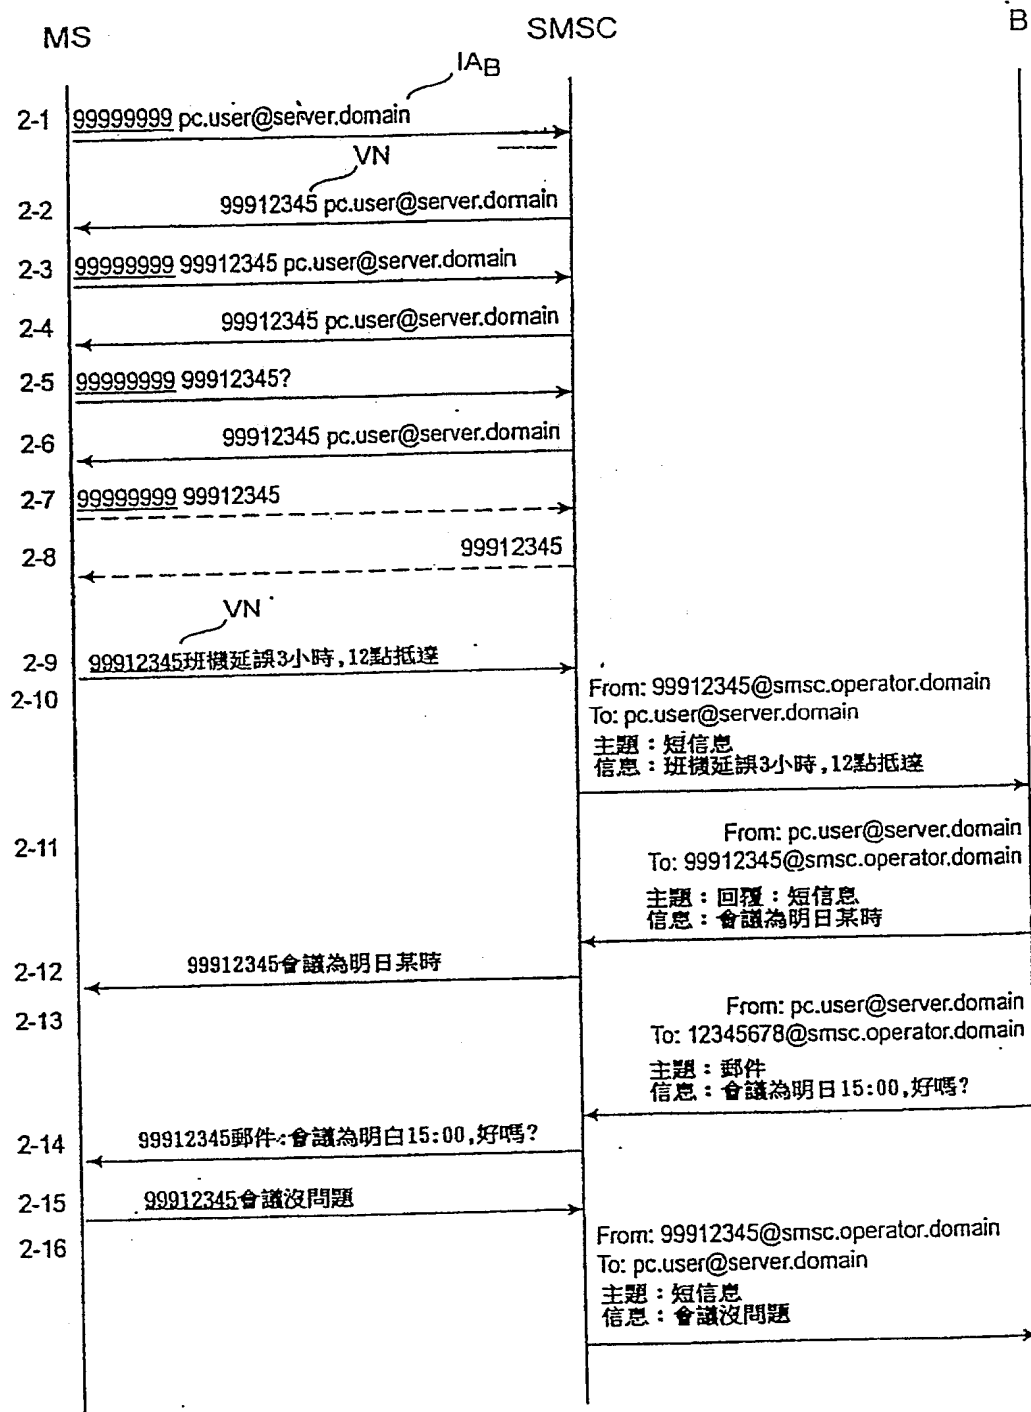 MS
SMSC
B
IAB
2-1 99999999 pc.user@server.domain
VN
2-2 99912345 pc.user@server.domain
2-3 99999999 99912345 pc.user@server.domain
2-4 99912345 pc.user@server.domain
2-5 99999999 99912345?
2-6 99912345 pc.user@server.domain
2-7 99999999 99912345
2-8 99912345
VN
2-9 99912345班機延誤3小時,12點抵達
2-10 From: 99912345@smsc.operator.domain
To: pc.user@server.domain
主題：短信息
信息：班機延誤3小時,12點抵達
2-11 From: pc.user@server.domain
To: 99912345@smsc.operator.domain
主題：回覆：短信息
信息：會議為明日某時
2-12 99912345會議為明日某時
2-13 From: pc.user@server.domain
To: 12345678@smsc.operator.domain
主題：郵件
信息：會議為明日15:00,好嗎?
2-14 99912345郵件:會議為明白15:00,好嗎?
2-15 99912345會議沒問題
2-16 From: 99912345@smsc.operator.domain
To: pc.user@server.domain
主題：短信息
信息：會議沒問題